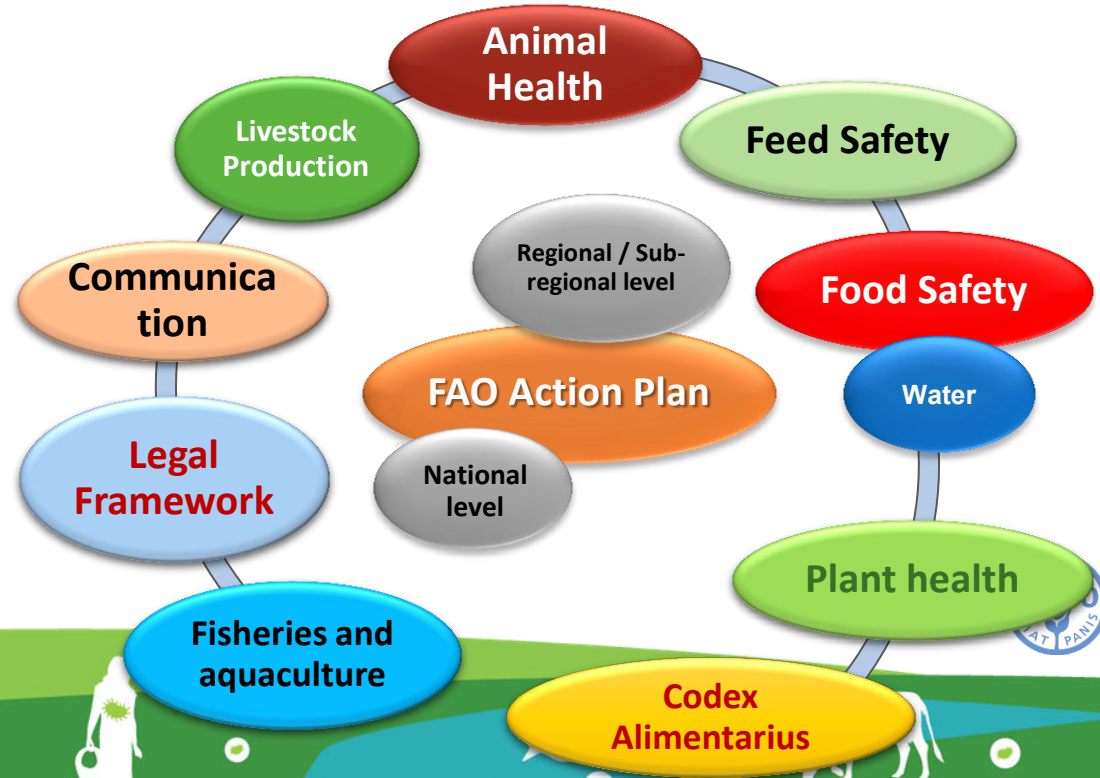 Animal
Health
Livestock
Production
Feed Safety
Regional / Sub-
regional level
Communica
tion
Food Safety
FAO Action Plan
Water
National
level
Legal
Framework
Plant health
Fisheries and
aquaculture
Codex
Alimentarius
PANIS